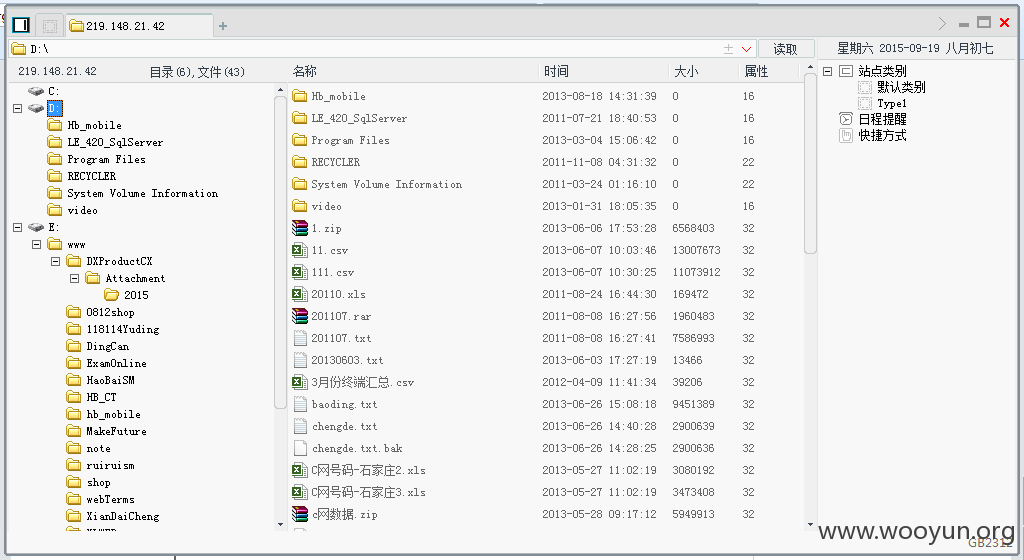 219.148.21.42
D:\
读取
星期六 2015-09-19 八月初七
219.148.21.42 目录(6),文件(43)
名称 时间 大小 属性
C:
D:
Hb_mobile
LE_420_SqlServer
Program Files
RECYCLER
System Volume Information
video
E:
www
DXProductCX
Attachment
2015
0812shop
118114Yuding
DingCan
ExamOnline
HaoBaiSM
HB_CT
hb_mobile
MakeFuture
note
ruiruism
shop
webTerms
XianDaiCheng
Hb_mobile 2013-08-18 14:31:39 0 16
LE_420_SqlServer 2011-07-21 18:40:53 0 16
Program Files 2013-03-04 15:06:42 0 16
RECYCLER 2011-11-08 04:31:32 0 22
System Volume Information 2011-03-24 01:16:10 0 22
video 2013-01-31 18:05:35 0 16
1.zip 2013-06-06 17:53:28 6568403 32
11.csv 2013-06-07 10:03:46 13007673 32
111.csv 2013-06-07 10:30:25 11073912 32
20110.xls 2011-08-24 16:44:30 169472 32
201107.rar 2011-08-08 16:27:56 1960483 32
201107.txt 2011-08-08 16:27:41 7586993 32
20130603.txt 2013-06-03 17:27:19 13466 32
3月份终端汇总.csv 2012-04-09 11:41:34 39206 32
baoding.txt 2013-06-26 15:08:18 9451389 32
chengde.txt 2013-06-26 14:40:28 2900639 32
chengde.txt.bak 2013-06-26 14:28:25 2900636 32
C网号码-石家庄2.xls 2013-05-27 11:02:19 3080192 32
C网号码-石家庄3.xls 2013-05-27 11:02:19 3473408 32
c网数据.zip 2013-05-28 09:17:12 5949913 32
站点类别
默认类别
Type1
日程提醒
快捷方式
www.wooyun.org
GB2312